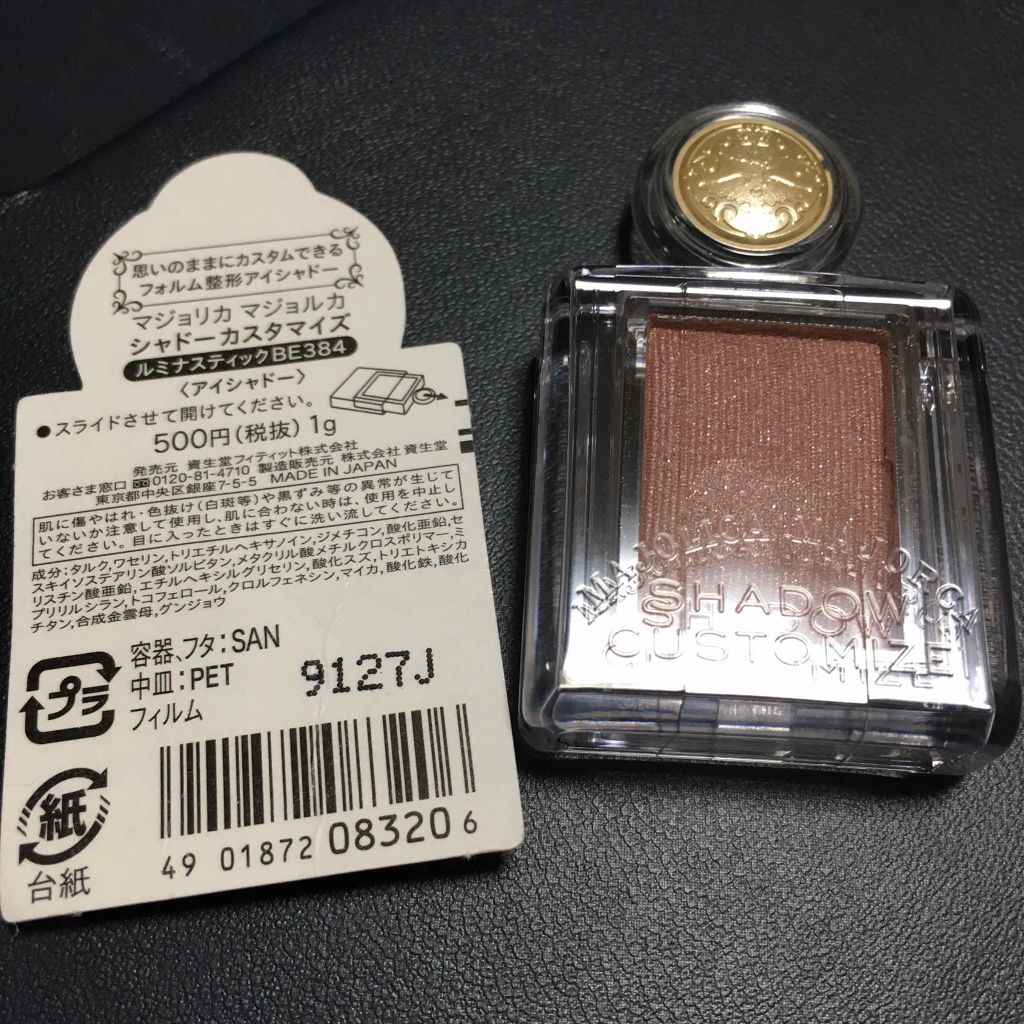 思いのままにカスタムできる
フォルム整形アイシャドー
マジョリカ マジョルカ
シャドーカスタマイズ
ルミナスティックBE384
〈アイシャドー〉
●スライドさせて開けてください。
500円(税抜) 1g
発売元 資生堂フィティット株式会社
お客さま窓口 0120-81-4710 製造販売元 株式会社 資生堂
東京都中央区銀座7-5-5 MADE IN JAPAN
肌に傷やはれ・色抜け(白斑等)や黒ずみ等の異常が生じて
いないか注意して使用し、肌に合わない時は、使用を中止し
てください。目に入ったときはすぐに洗い流してください。
成分:タルク,ワセリン,トリエチルヘキサノイン,ジメチコン,酸化亜鉛,セ
スキイソステアリン酸ソルビタン,メタクリル酸メチルクロスポリマー,ミ
リスチン酸亜鉛,エチルヘキシルグリセリン,酸化スズ,トリエトキシカ
プリリルシラン,トコフェロール,クロルフェネシン,マイカ,酸化鉄,酸化
チタン,合成金雲母,グンジョウ
プラ
容器、フタ:SAN
中皿:PET
フィルム
9127J
紙
台紙
49 01872 08320 6
MAJOLICA MAJORCA
SHADOW
CUSTOMIZE